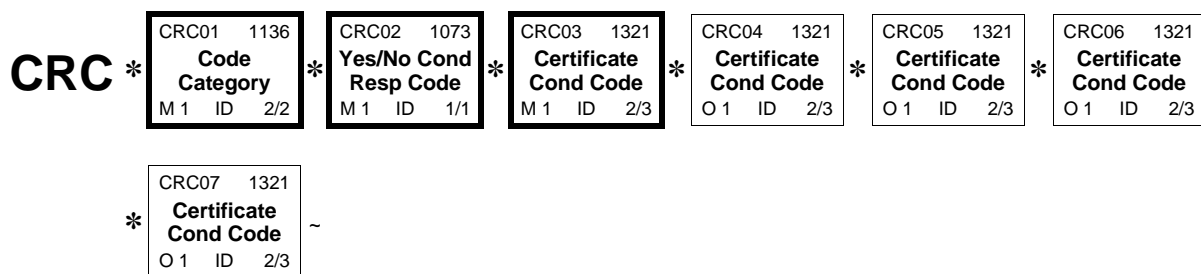 CRC * CRC01 1136 Code Category M 1 ID 2/2 * CRC02 1073 Yes/No Cond Resp Code M 1 ID 1/1 * CRC03 1321 Certificate Cond Code M 1 ID 2/3 * CRC04 1321 Certificate Cond Code O 1 ID 2/3 * CRC05 1321 Certificate Cond Code O 1 ID 2/3 * CRC06 1321 Certificate Cond Code O 1 ID 2/3
* CRC07 1321 Certificate Cond Code O 1 ID 2/3 ~